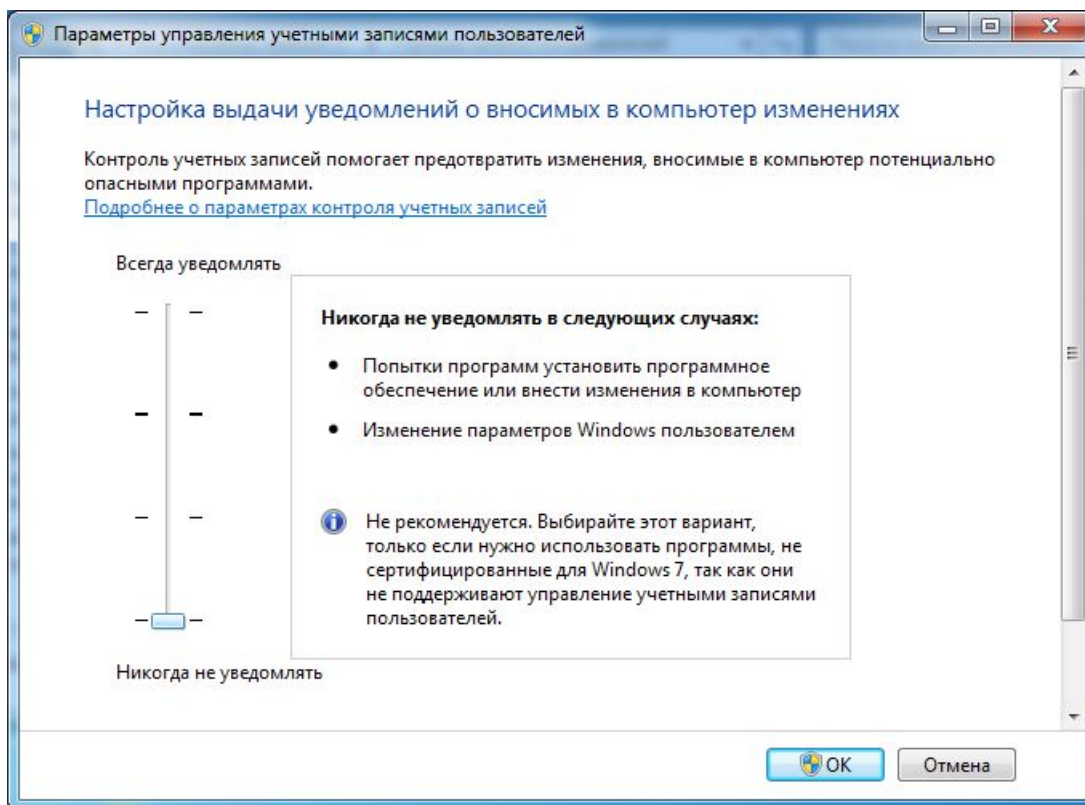 Параметры управления учетными записями пользователей
Настройка выдачи уведомлений о вносимых в компьютер изменениях
Контроль учетных записей помогает предотвратить изменения, вносимые в компьютер потенциально
опасными программами.
Подробнее о параметрах контроля учетных записей
Всегда уведомлять
Никогда не уведомлять в следующих случаях:
Попытки программ установить программное
обеспечение или внести изменения в компьютер
Изменение параметров Windows пользователем
Не рекомендуется. Выбирайте этот вариант,
только если нужно использовать программы, не
сертифицированные для Windows 7, так как они
не поддерживают управление учетными записями
пользователей.
Никогда не уведомлять
OK
Отмена